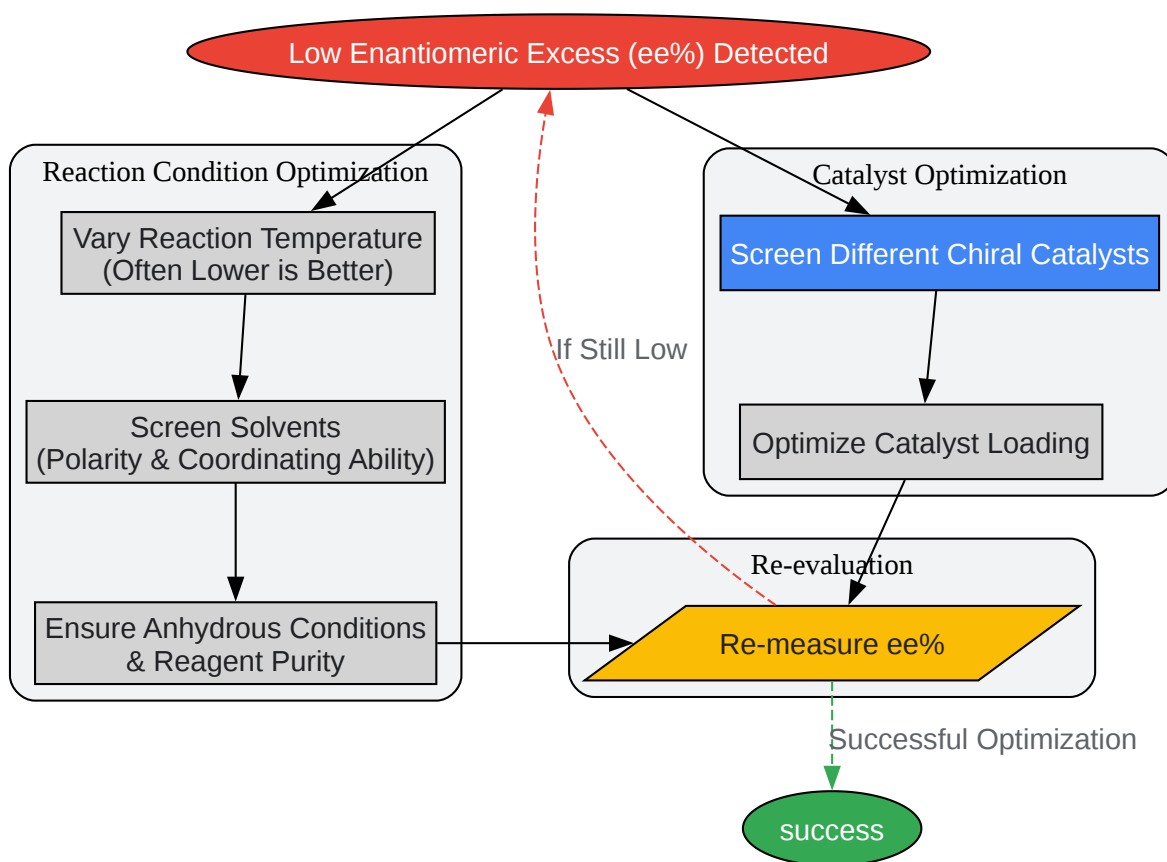 Low Enantiomeric Excess (ee%) Detected
Reaction Condition Optimization
Vary Reaction Temperature
(Often Lower is Better)
Screen Solvents
(Polarity & Coordinating Ability)
Ensure Anhydrous Conditions
& Reagent Purity
If Still Low
Catalyst Optimization
Screen Different Chiral Catalysts
Optimize Catalyst Loading
Re-evaluation
Re-measure ee%
Successful Optimization
success